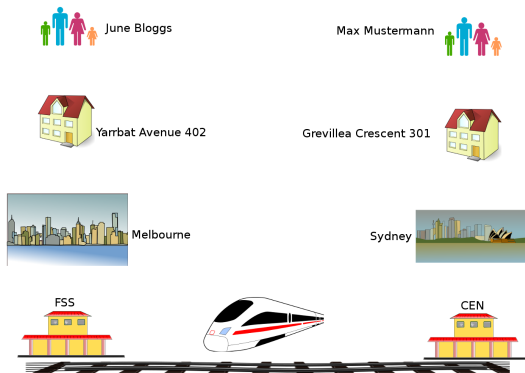 June Bloggs
Max Mustermann
Yarrbat Avenue 402
Grevillea Crescent 301
Melbourne
Sydney
FSS
CEN